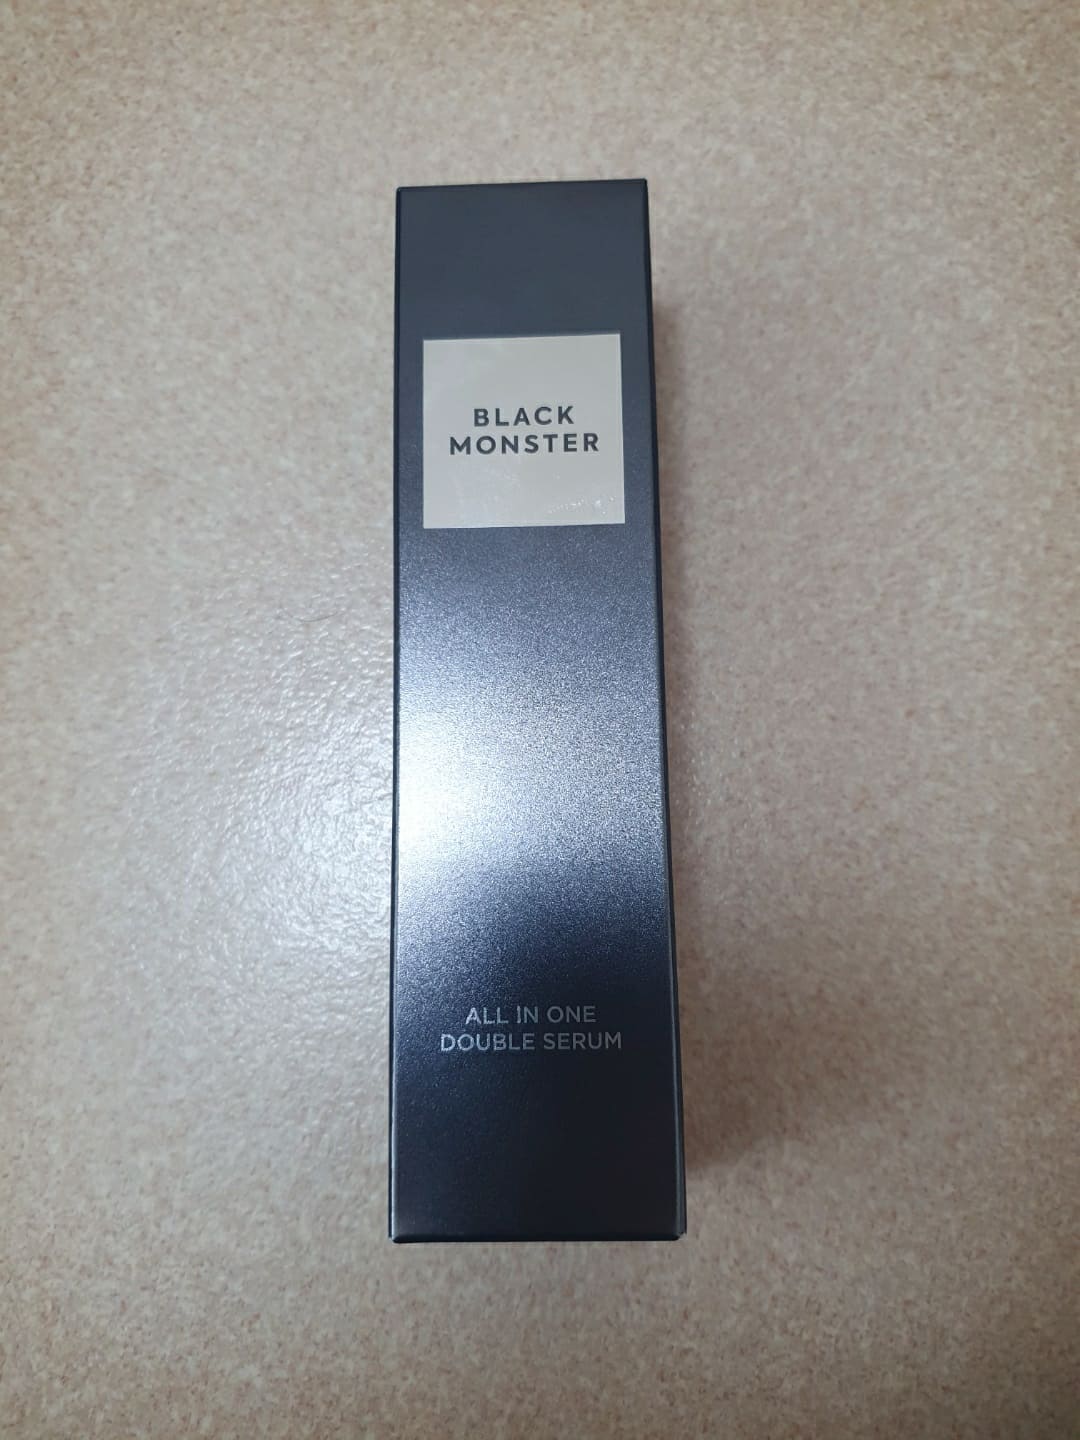 BLACK
MONSTER
ALL IN ONE
DOUBLE SERUM